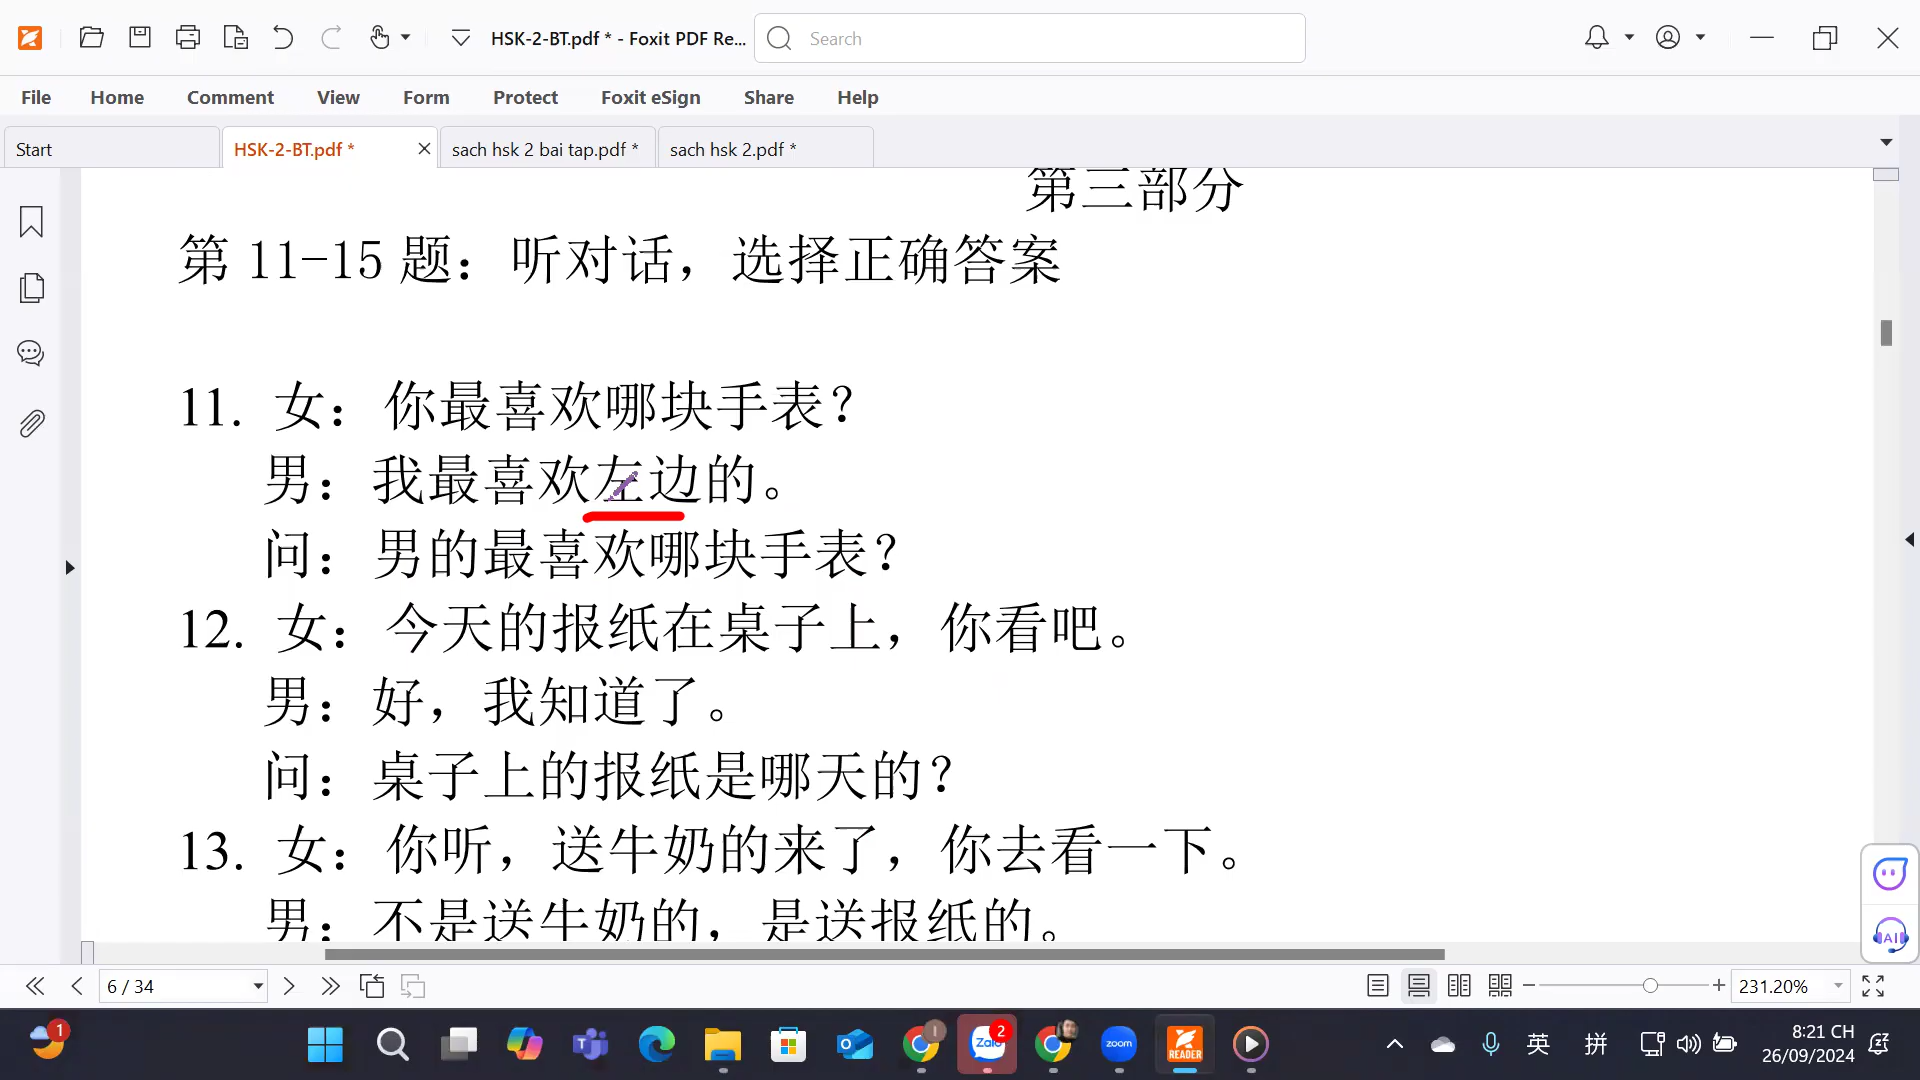 HSK-2-BT.pdf * - Foxit PDF Re...
Search
File Home Comment View Form Protect Foxit eSign Share Help
Start
HSK-2-BT.pdf *
sach hsk 2 bai tap.pdf *
sach hsk 2.pdf *
第三部分
第 11-15 题：听对话，选择正确答案
11. 女：你最喜欢哪块手表？
男：我最喜欢左边的。
问：男的最喜欢哪块手表？
12. 女：今天的报纸在桌子上，你看吧。
男：好，我知道了。
问：桌子上的报纸是哪天的？
13. 女：你听，送牛奶的来了，你去看一下。
男：不是送牛奶的，是送报纸的。
AI
6 / 34
231.20%
1
Zalo
2
zoom
READER
英
拼
8:21 CH
26/09/2024